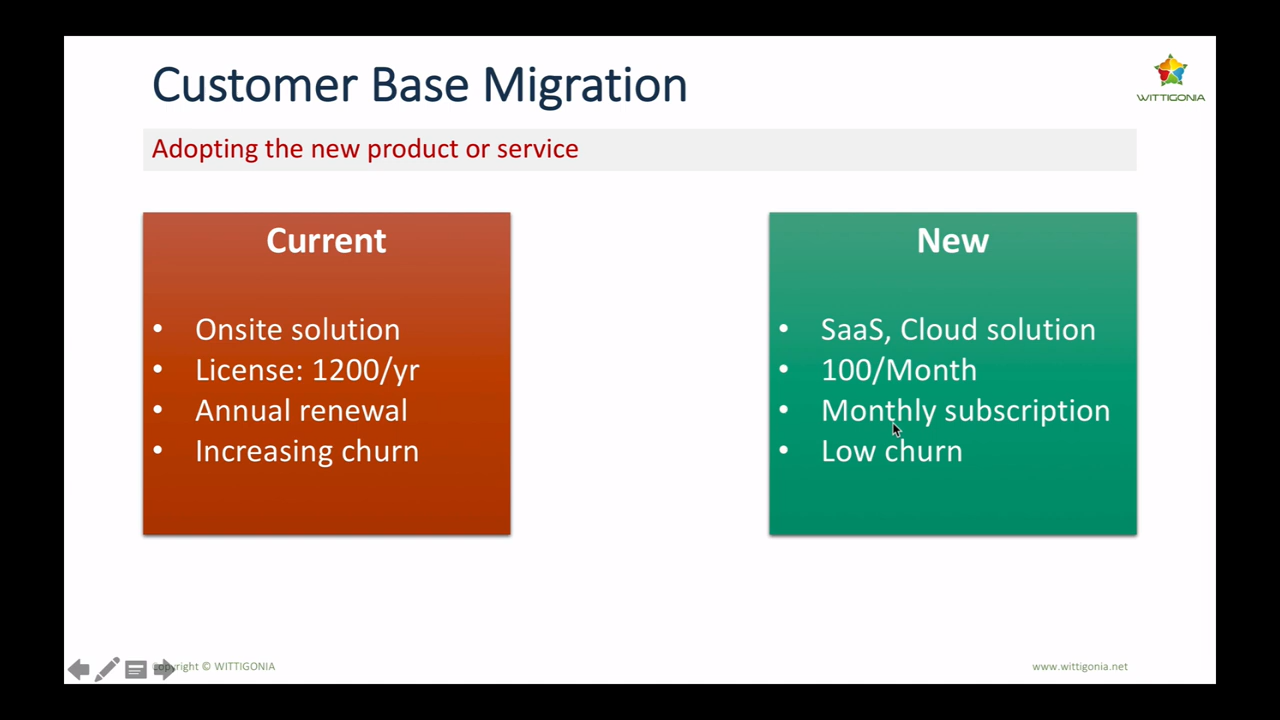 Customer Base Migration
WITTIGONIA
Adopting the new product or service
Current
• Onsite solution
• License: 1200/yr
• Annual renewal
• Increasing churn
New
• SaaS, Cloud solution
• 100/Month
• Monthly subscription
• Low churn
Copyright © WITTIGONIA
www.wittigonia.net